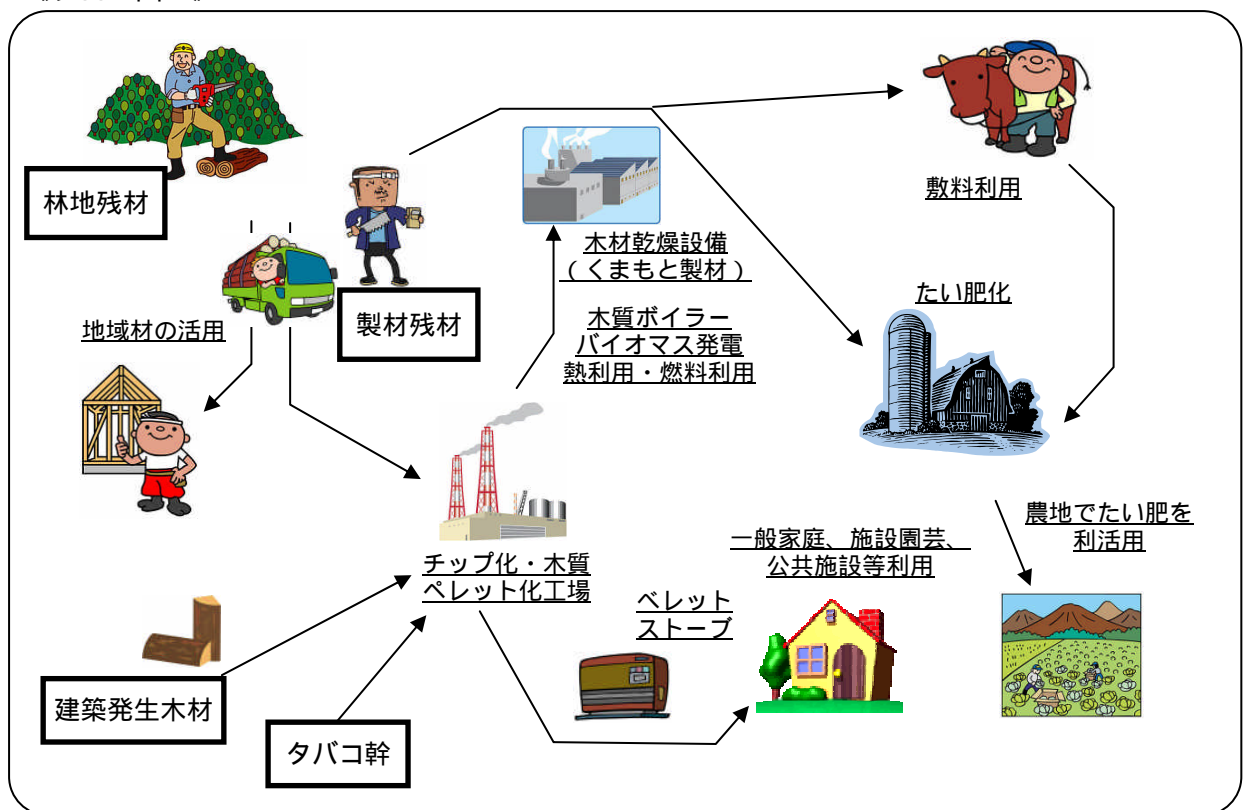 林地残材
製材残材
地域材の活用
木材乾燥設備
（くまもと製材）
木質ボイラー
バイオマス発電
熱利用・燃料利用
敷料利用
たい肥化
チップ化・木質
ペレット化工場
建築発生木材
タバコ幹
ペレット
ストーブ
一般家庭、施設園芸、
公共施設等利用
農地でたい肥を
利活用